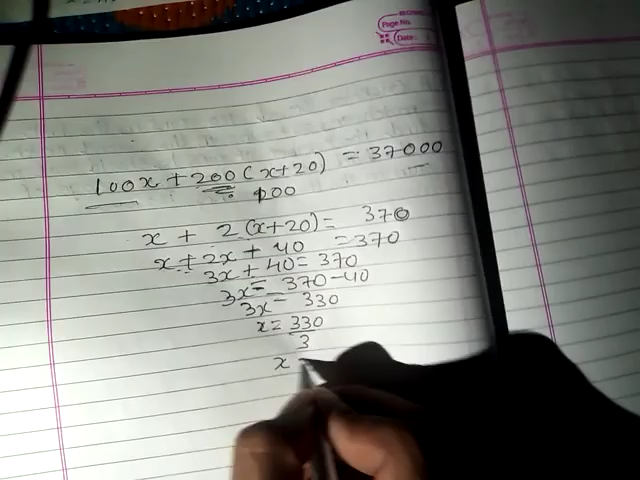 Page No.
Date:
100x + 200(x+20) = 37000
÷ 100
x + 2(x+20) = 370
x + 2x + 40 = 370
3x + 40 = 370
3x = 370 - 40
3x = 330
x = 330
3
x =